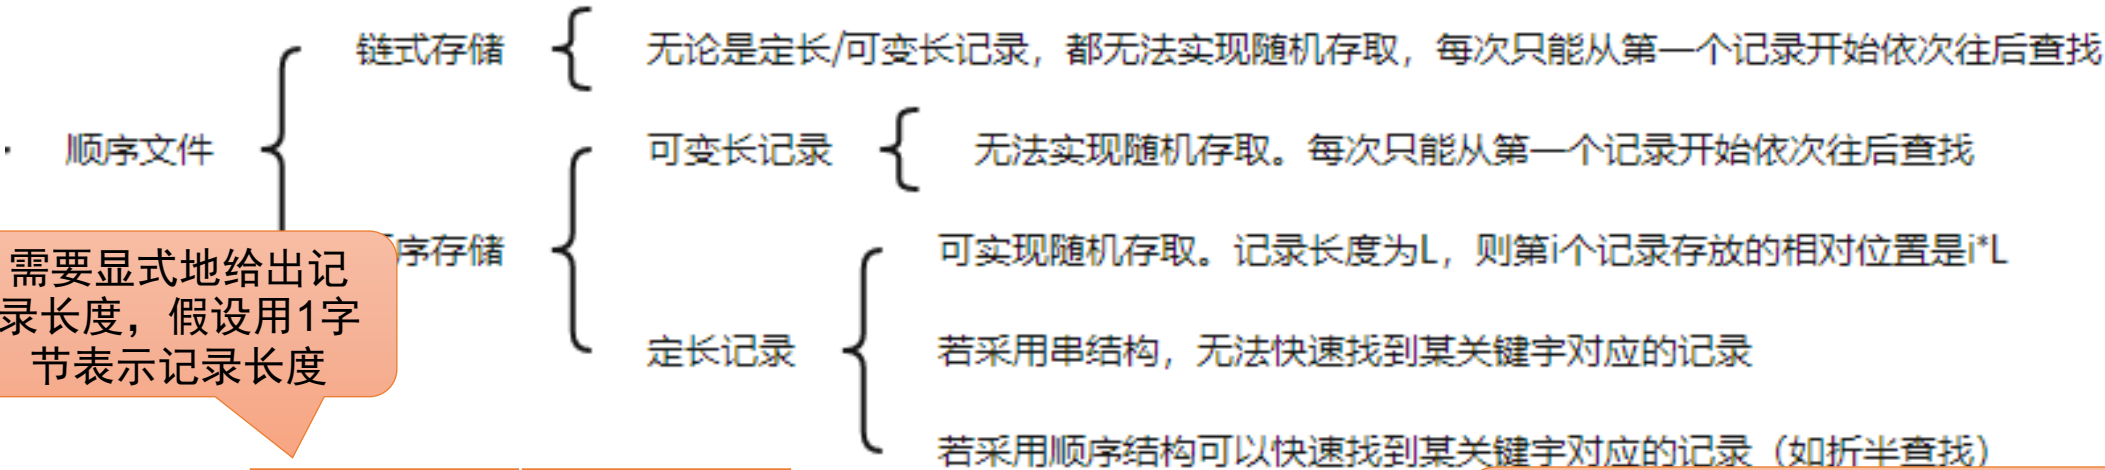 链式存储
无论是定长/可变长记录，都无法实现随机存取，每次只能从第一个记录开始依次往后查找
顺序文件
可变长记录
无法实现随机存取。每次只能从第一个记录开始依次往后查找
序存储
可实现随机存取。记录长度为L，则第i个记录存放的相对位置是i*L
需要显式地给出记
录长度，假设用1字
节表示记录长度
定长记录
若采用串结构，无法快速找到某关键字对应的记录
若采用顺序结构可以快速找到某关键字对应的记录（如折半查找）